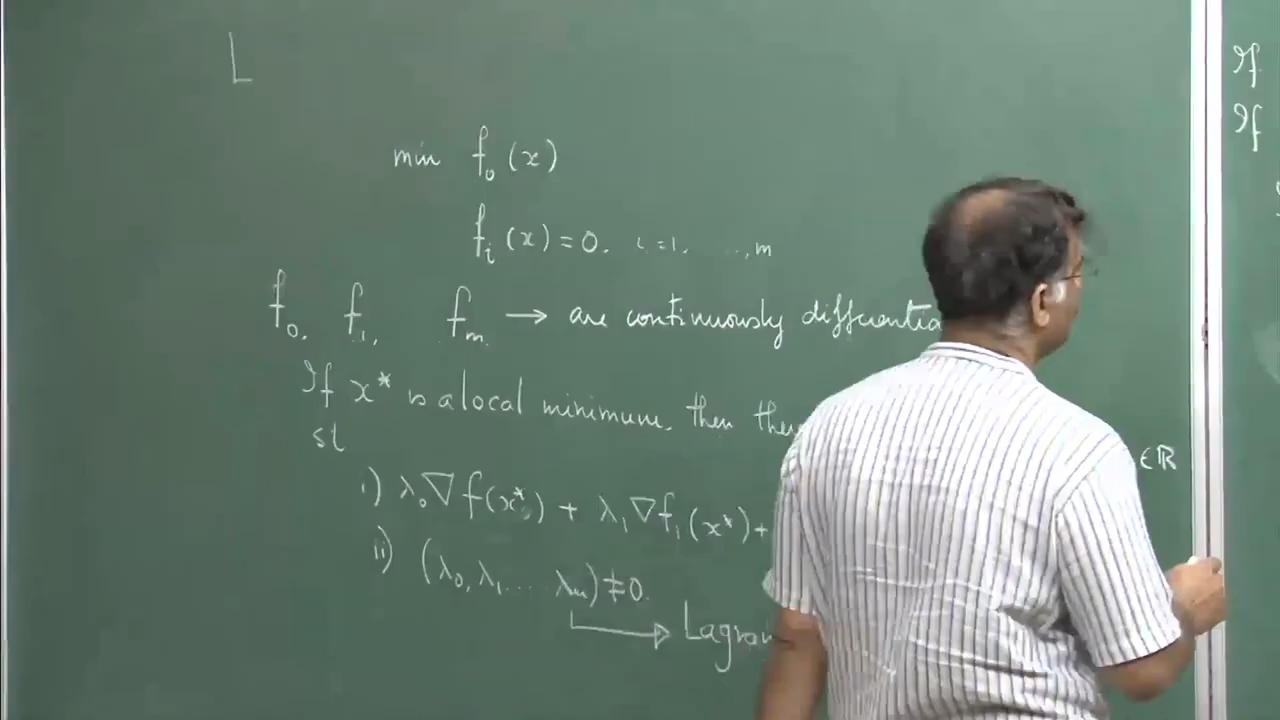 L
min f₀(x)
fᵢ(x) = 0. i = 1, ..., m
f₀, f₁, fₘ → are continuously differentia
If x* is a local minimum, then the
∈ ℝ
st
i) λ₀∇f(x*) + λ₁∇f₁(x*) +
ii) (λ₀, λ₁, .... λₘ) ≠ 0.
→ Lagran
If
If